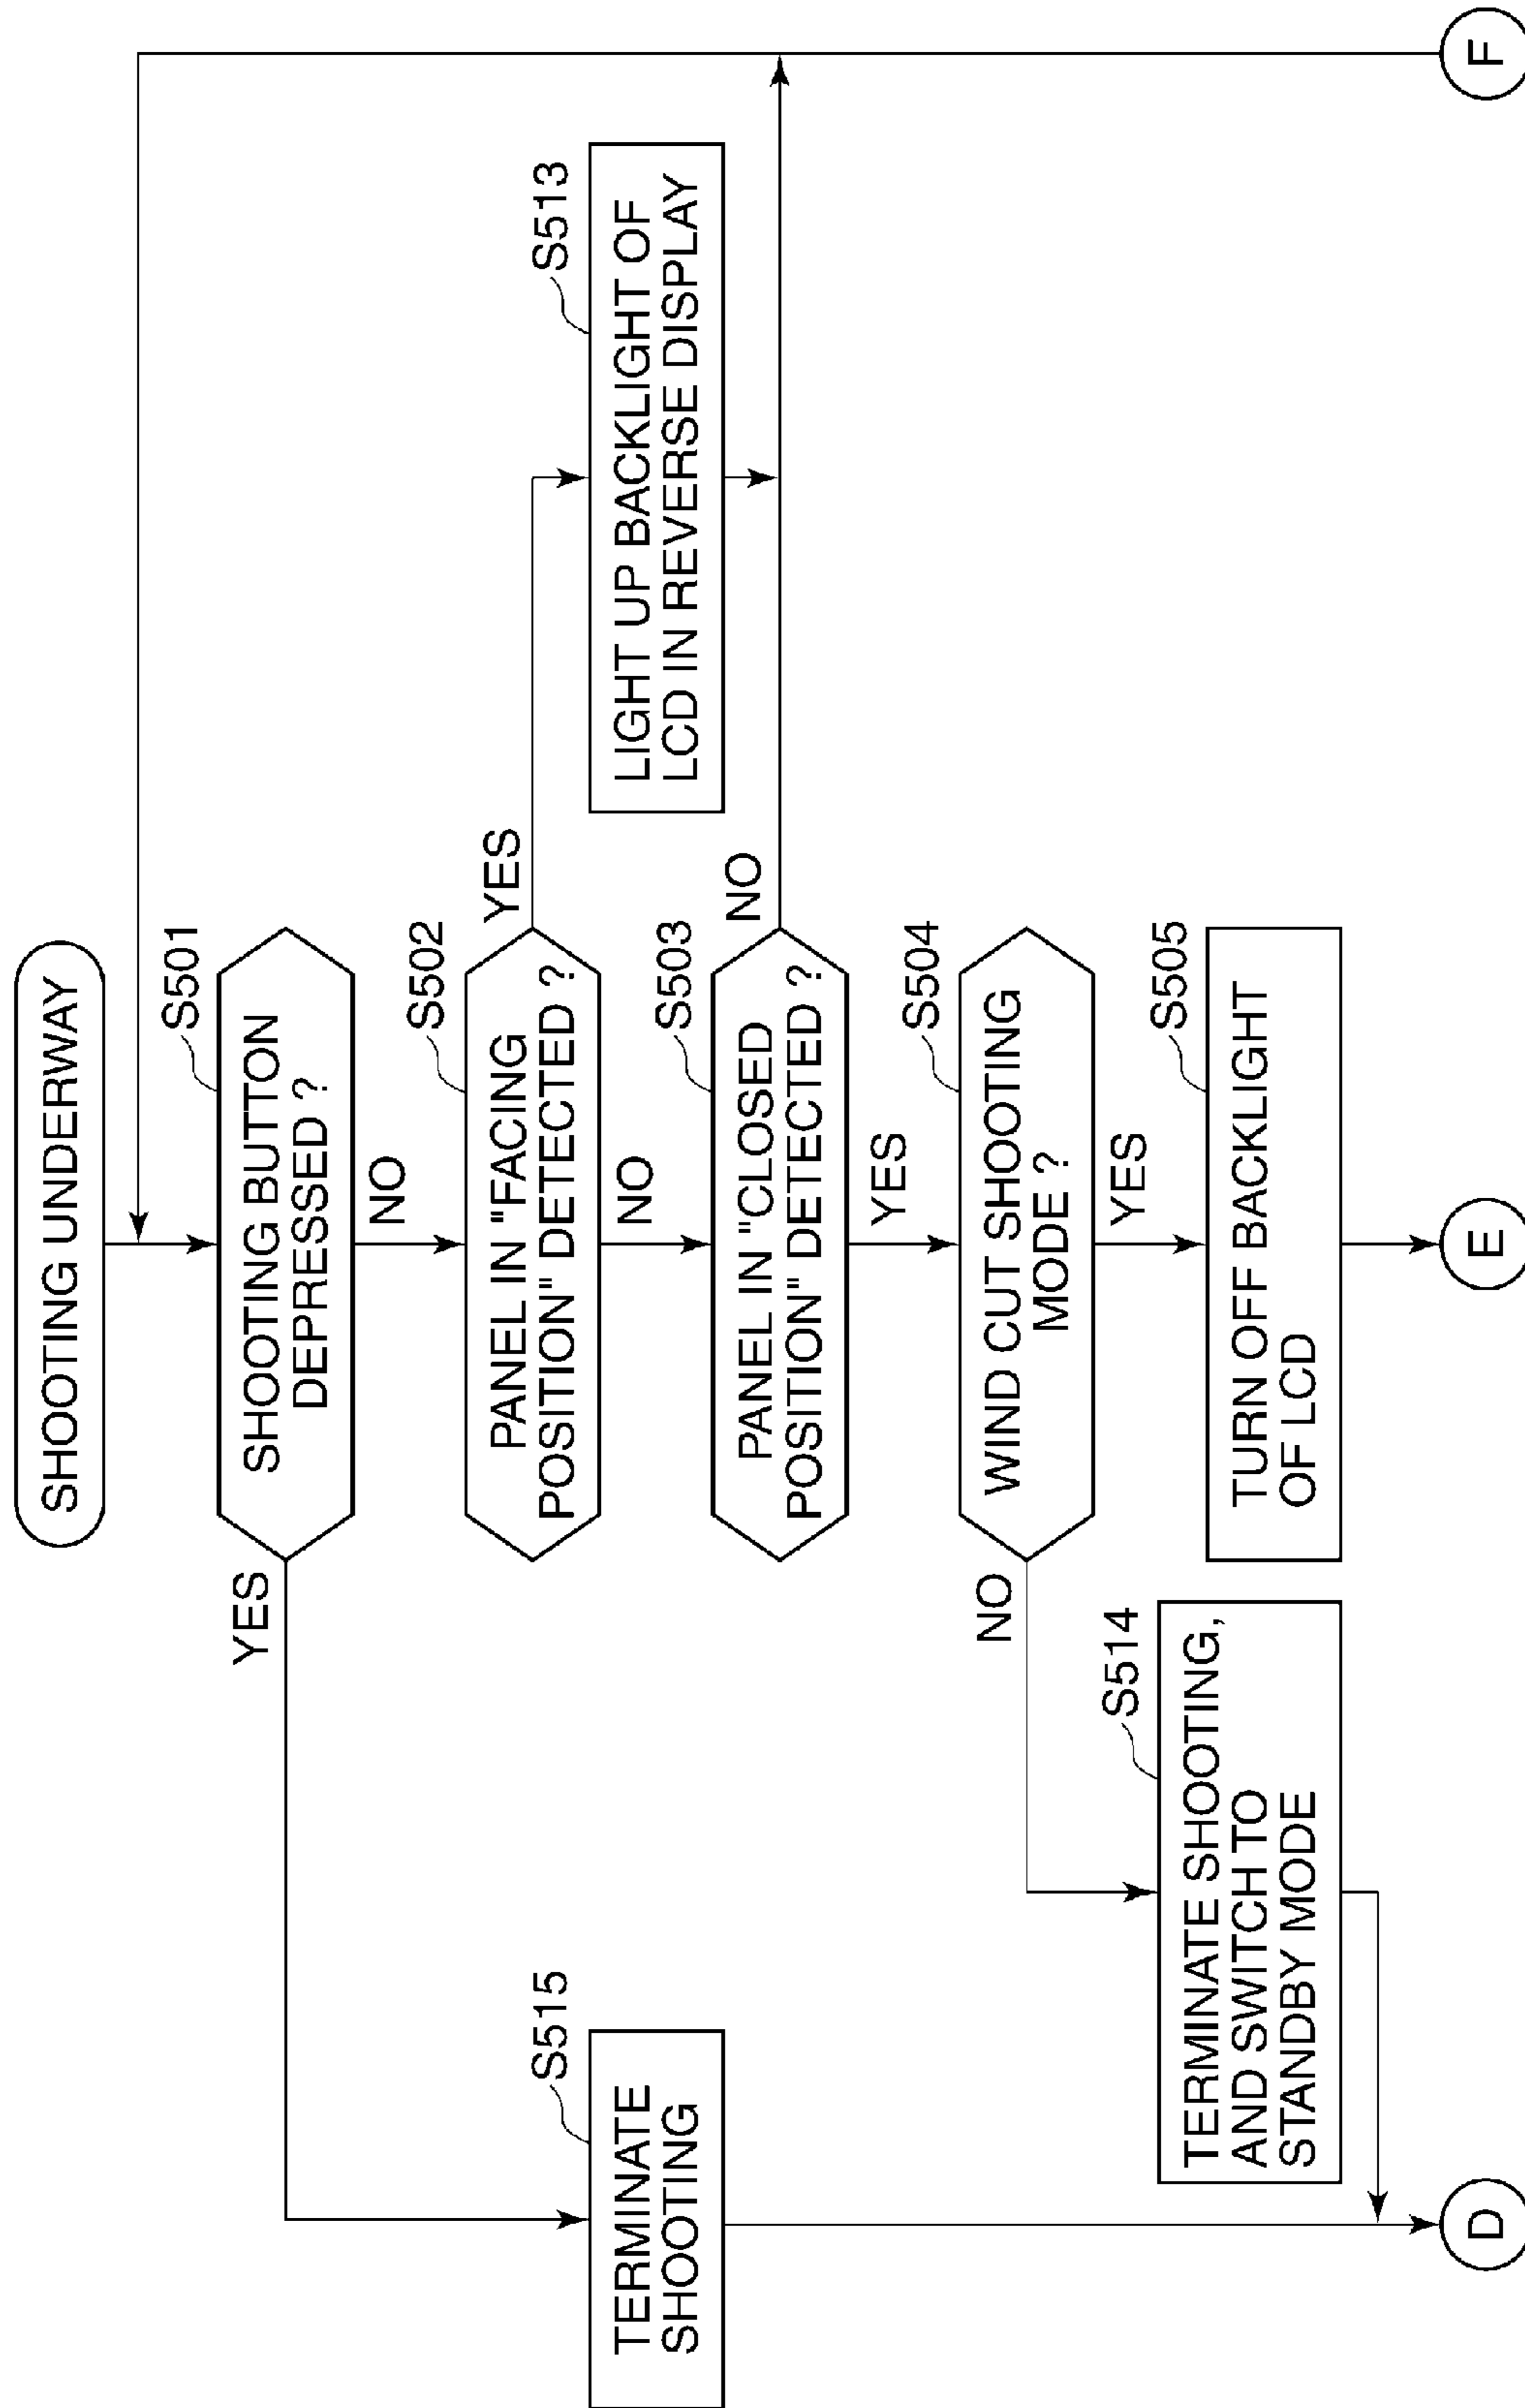 SHOOTING UNDERWAY
S501
SHOOTING BUTTON
DEPRESSED ?
YES
NO
S502
PANEL IN "FACING
POSITION" DETECTED ?
YES
NO
S513
LIGHT UP BACKLIGHT OF
LCD IN REVERSE DISPLAY
S515
TERMINATE
SHOOTING
S503
PANEL IN "CLOSED
POSITION" DETECTED ?
NO
YES
S504
WIND CUT SHOOTING
MODE ?
NO
YES
S514
TERMINATE SHOOTING,
AND SWITCH TO
STANDBY MODE
S505
TURN OFF BACKLIGHT
OF LCD
D
E
F